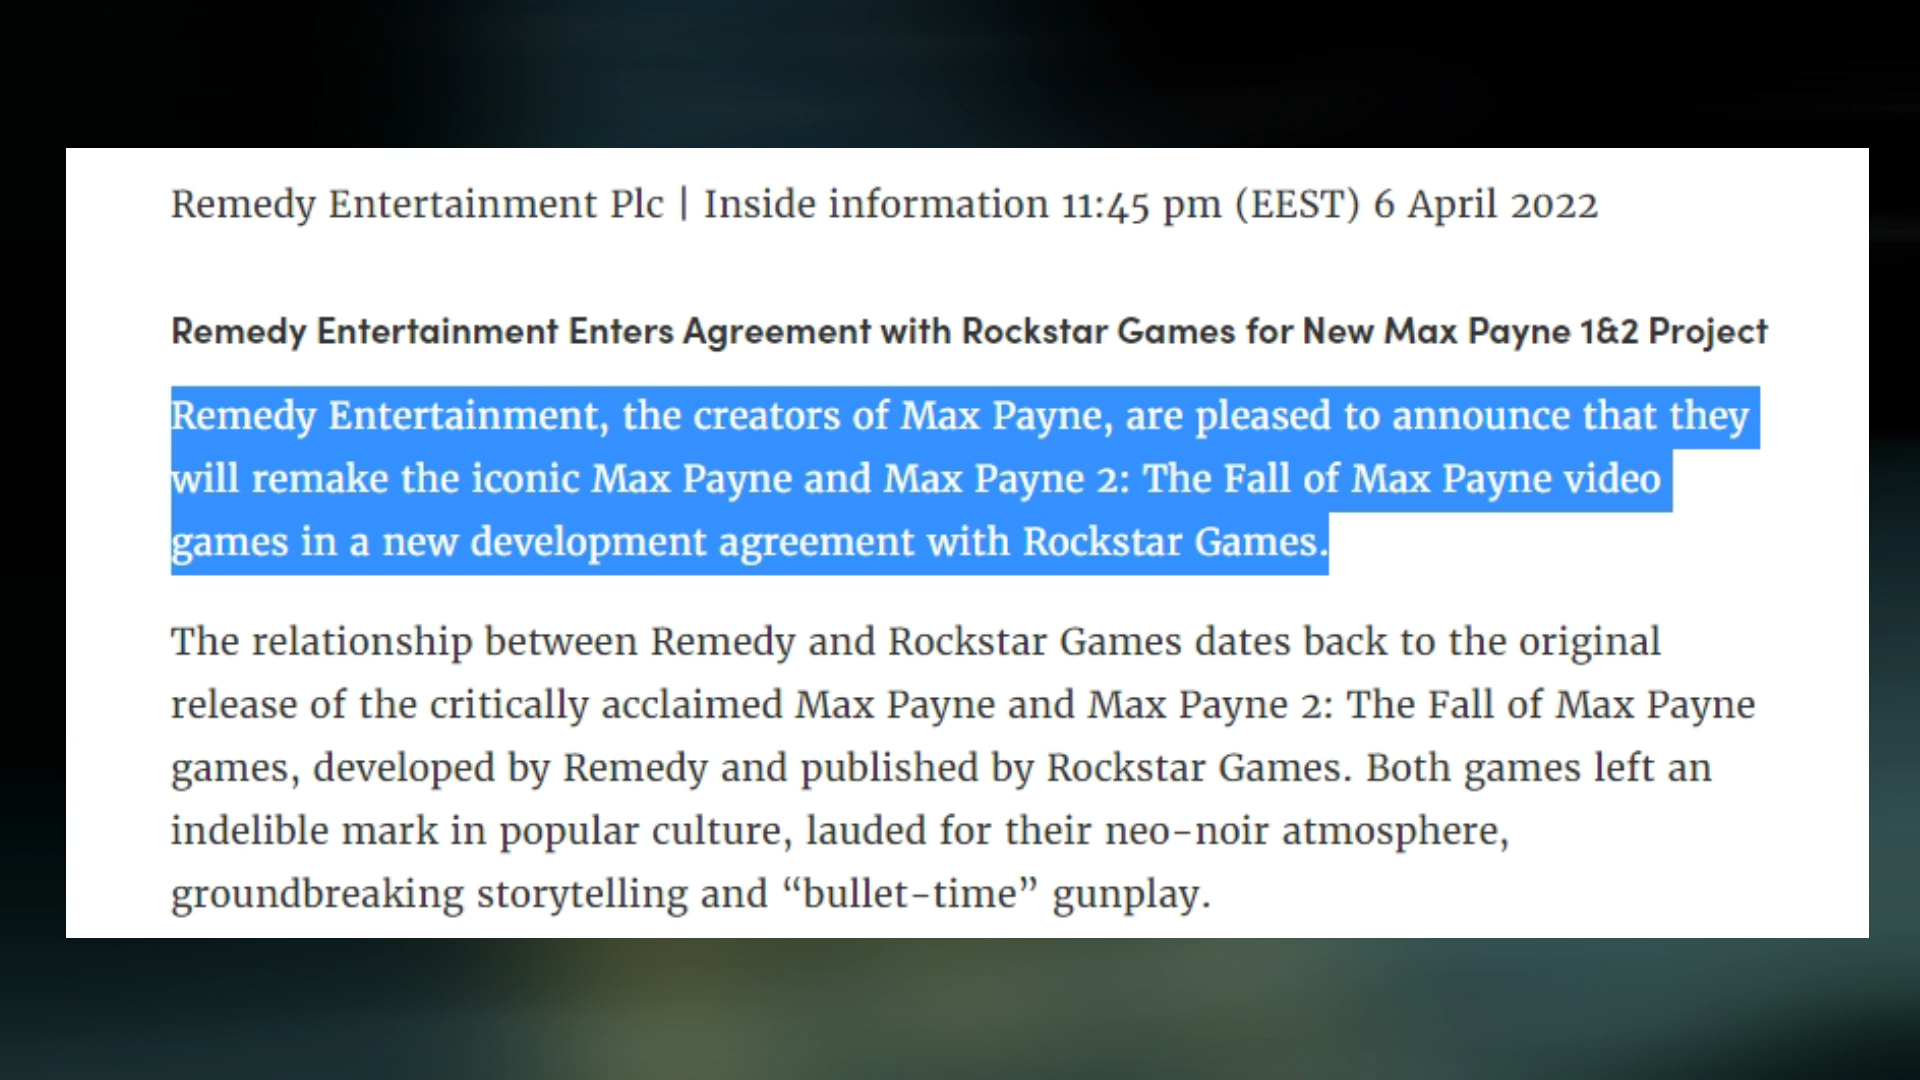 Remedy Entertainment Plc | Inside information 11:45 pm (EEST) 6 April 2022
Remedy Entertainment Enters Agreement with Rockstar Games for New Max Payne 1&2 Project
Remedy Entertainment, the creators of Max Payne, are pleased to announce that they
will remake the iconic Max Payne and Max Payne 2: The Fall of Max Payne video
games in a new development agreement with Rockstar Games.
The relationship between Remedy and Rockstar Games dates back to the original
release of the critically acclaimed Max Payne and Max Payne 2: The Fall of Max Payne
games, developed by Remedy and published by Rockstar Games. Both games left an
indelible mark in popular culture, lauded for their neo-noir atmosphere,
groundbreaking storytelling and “bullet-time” gunplay.